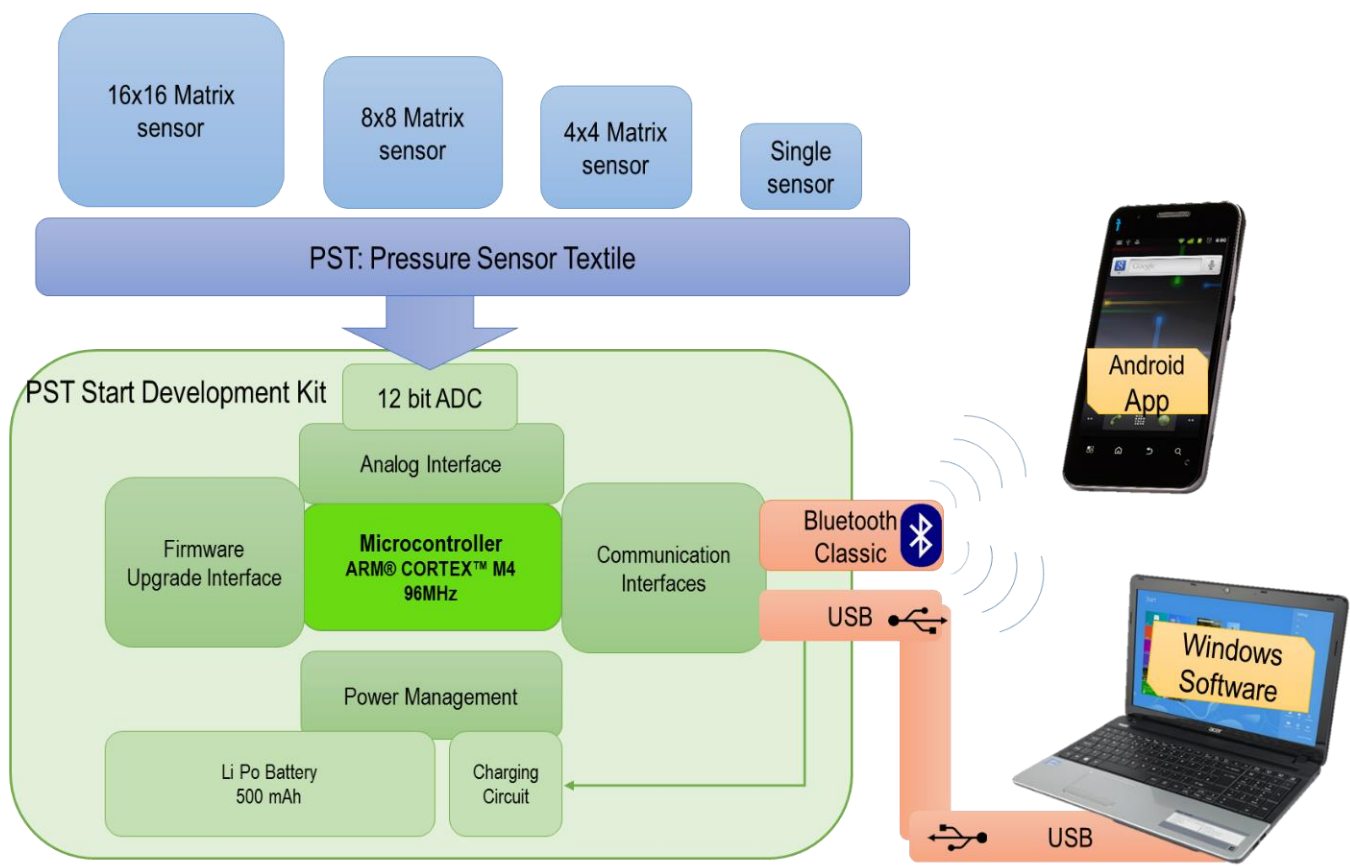 16x16 Matrix
sensor
8x8 Matrix
sensor
4x4 Matrix
sensor
Single
sensor
PST: Pressure Sensor Textile
PST Start Development Kit
12 bit ADC
Analog Interface
Firmware
Upgrade Interface
Microcontroller
ARM® CORTEX™ M4
96MHz
Communication
Interfaces
Bluetooth
Classic
USB
Power Management
Li Po Battery
500 mAh
Charging
Circuit
Google
Android
App
Windows
Software
acer
USB